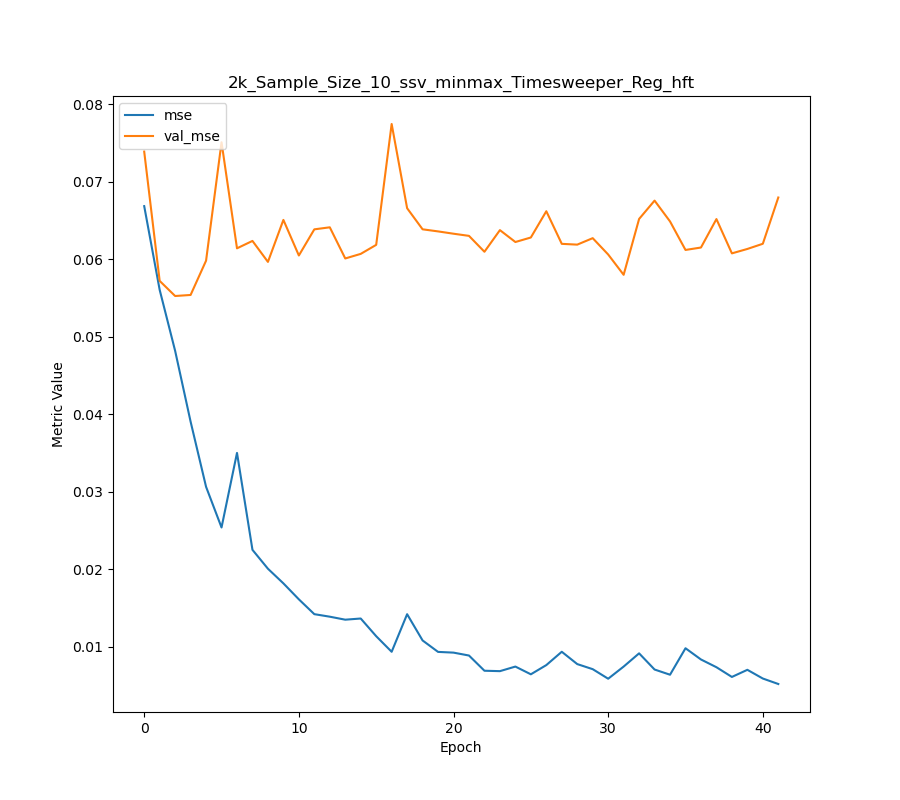 2k_Sample_Size_10_ssv_minmax_Timesweeper_Reg_hft
mse
val_mse
0.08
0.07
0.06
0.05
0.04
0.03
0.02
0.01
Metric Value
0 10 20 30 40
Epoch